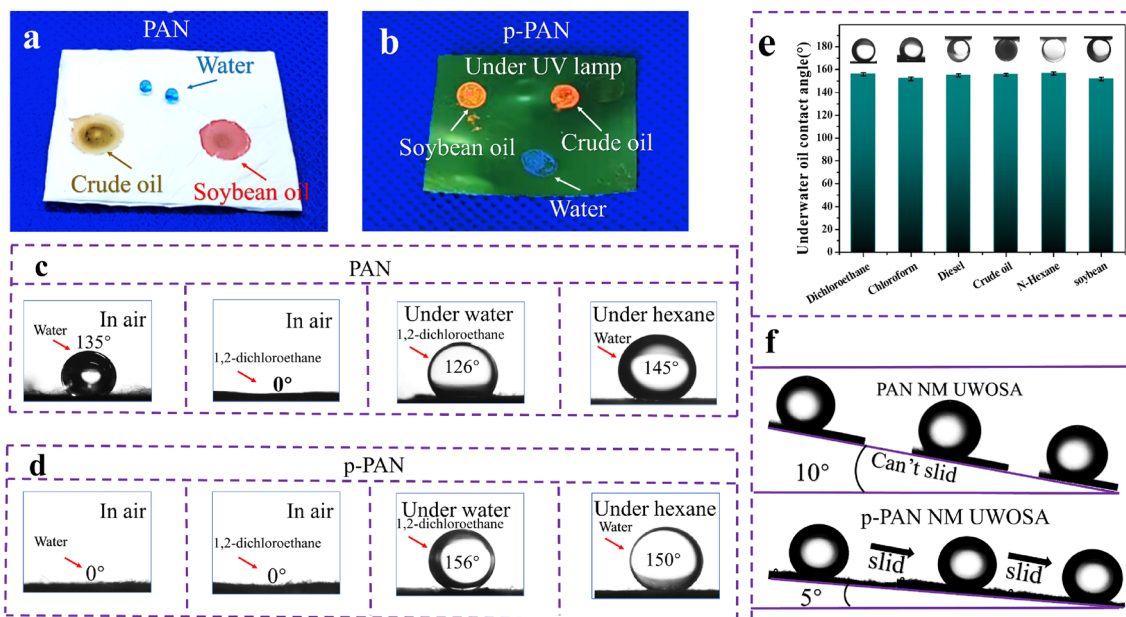 a
PAN
Water
Crude oil
Soybean oil
b
p-PAN
Under UV lamp
Soybean oil
Crude oil
Water
c
PAN
In air
Water
135°
In air
1,2-dichloroethane
0°
Under water
1,2-dichloroethane
126°
Under hexane
Water
145°
d
p-PAN
In air
Water
0°
In air
1,2-dichloroethane
0°
Under water
1,2-dichloroethane
156°
Under hexane
Water
150°
e
Underwater oil contact angle(°)
180
160
140
120
100
80
60
40
20
0
Dichloroethane
Chloroform
Diesel
Crude oil
N-Hexane
soybean
f
PAN NM UWOSA
10°
Can't slid
p-PAN NM UWOSA
slid
slid
5°